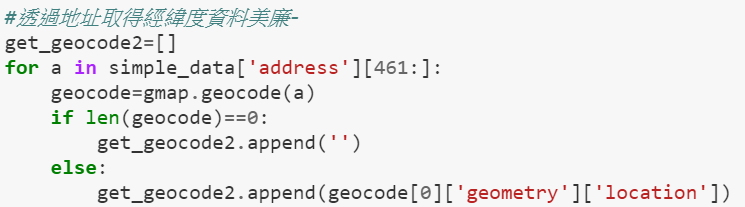 #透過地址取得經緯度資料美廉-
get_geocode2=[]
for a in simple_data['address'][461:]:
    geocode=gmap.geocode(a)
    if len(geocode)==0:
        get_geocode2.append('')
    else:
        get_geocode2.append(geocode[0]['geometry']['location'])